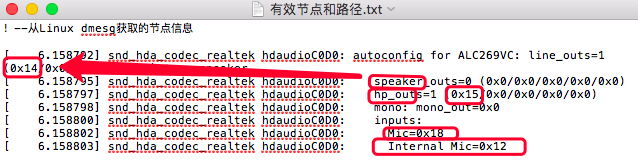 有效节点和路径.txt
! --从Linux dmesg获取的节点信息
[    6.158792] snd_hda_codec_realtek hdaudioC0D0: autoconfig for ALC269VC: line_outs=1
(0x14/0x0
[    6.158795] snd_hda_codec_realtek hdaudioC0D0:    speaker_outs=0 (0x0/0x0/0x0/0x0/0x0)
[    6.158797] snd_hda_codec_realtek hdaudioC0D0:    hp_outs=1 (0x15/0x0/0x0/0x0/0x0)
[    6.158798] snd_hda_codec_realtek hdaudioC0D0:    mono: mono_out=0x0
[    6.158800] snd_hda_codec_realtek hdaudioC0D0:    inputs:
[    6.158802] snd_hda_codec_realtek hdaudioC0D0:      Mic=0x18
[    6.158803] snd_hda_codec_realtek hdaudioC0D0:      Internal Mic=0x12